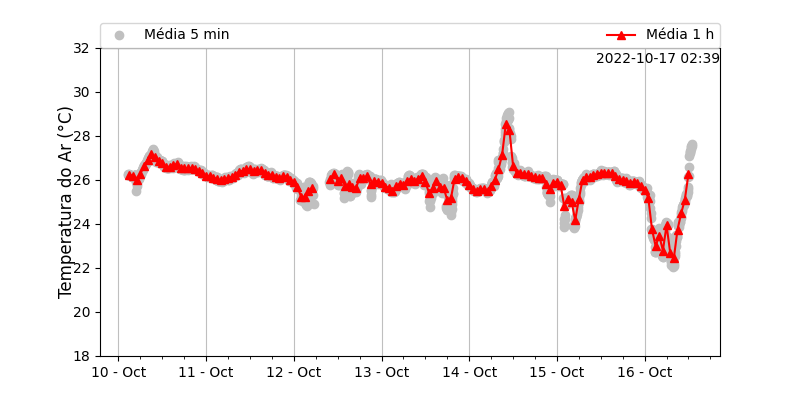 Média 5 min
Média 1 h
2022-10-17 02:39
Temperatura do Ar (°C)
32
30
28
26
24
22
20
18
10 - Oct
11 - Oct
12 - Oct
13 - Oct
14 - Oct
15 - Oct
16 - Oct